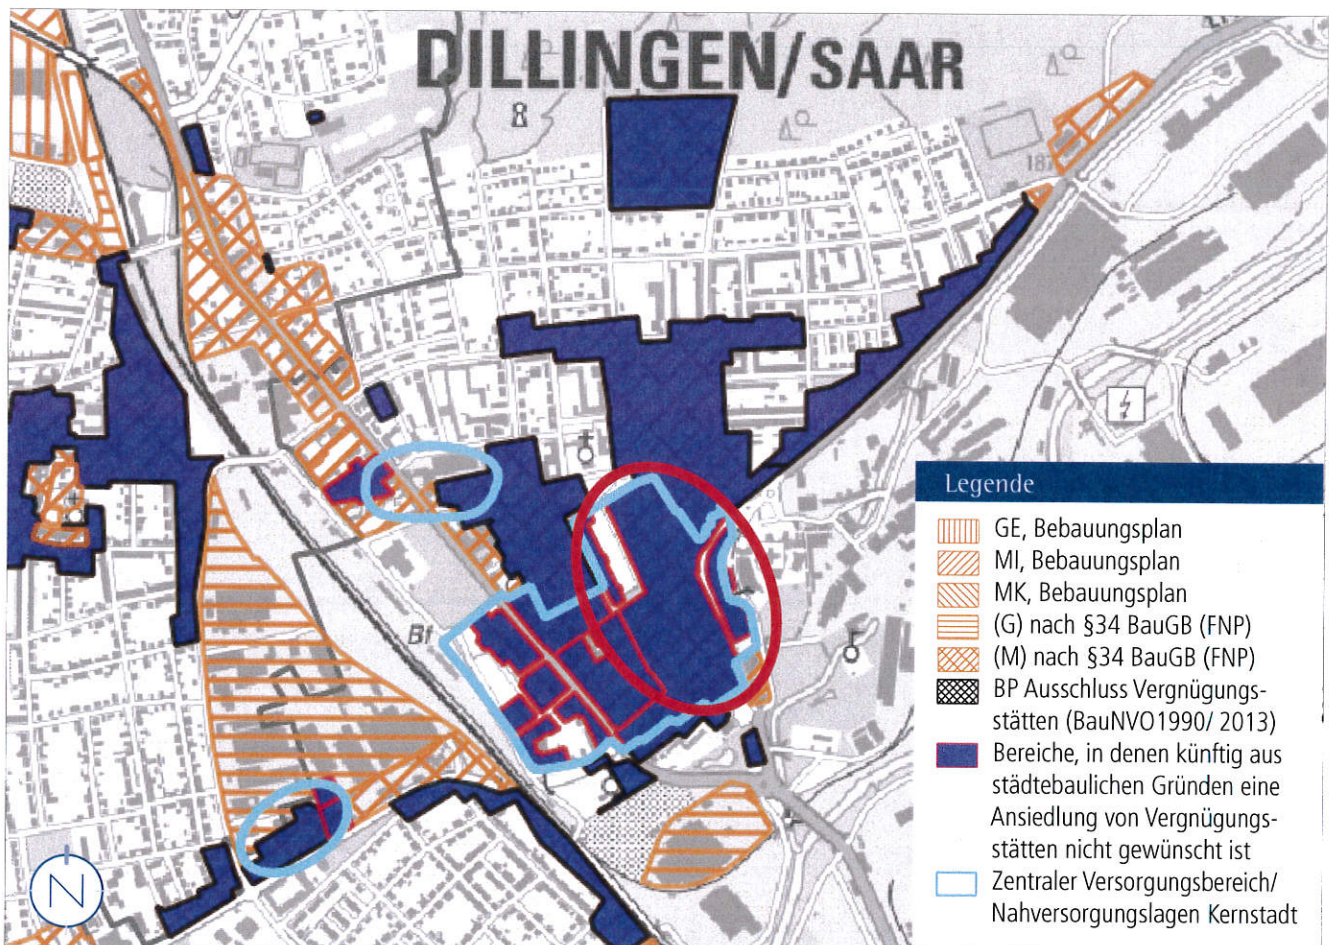 DILLINGEN/SAAR
187
Bf
N
Legende
GE, Bebauungsplan
MI, Bebauungsplan
MK, Bebauungsplan
(G) nach §34 BauGB (FNP)
(M) nach §34 BauGB (FNP)
BP Ausschluss Vergnügungs-
stätten (BauNVO1990/ 2013)
Bereiche, in denen künftig aus
städtebaulichen Gründen eine
Ansiedlung von Vergnügungs-
stätten nicht gewünscht ist
Zentraler Versorgungsbereich/
Nahversorgungslagen Kernstadt